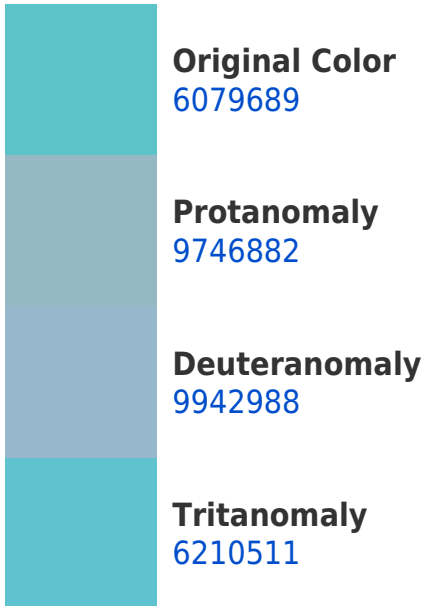 Original Color
6079689
Protanomaly
9746882
Deuteranomaly
9942988
Tritanomaly
6210511